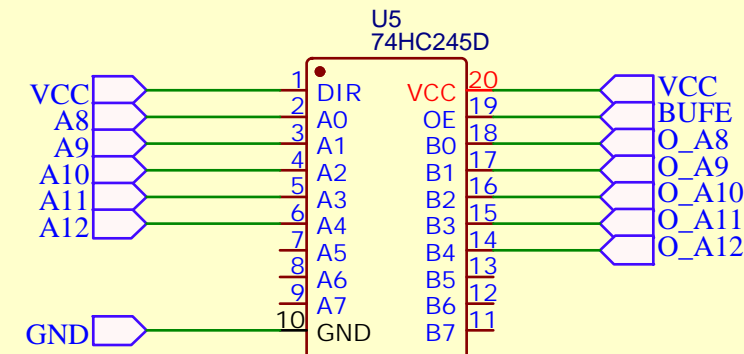 U5
74HC245D
VCC 1 DIR VCC 20 VCC
A8 2 A0 OE 19 BUFE
A9 3 A1 B0 18 O_A8
A10 4 A2 B1 17 O_A9
A11 5 A3 B2 16 O_A10
A12 6 A4 B3 15 O_A11
7 A5 B4 14 O_A12
8 A6 B5 13
9 A7 B6 12
GND 10 GND B7 11